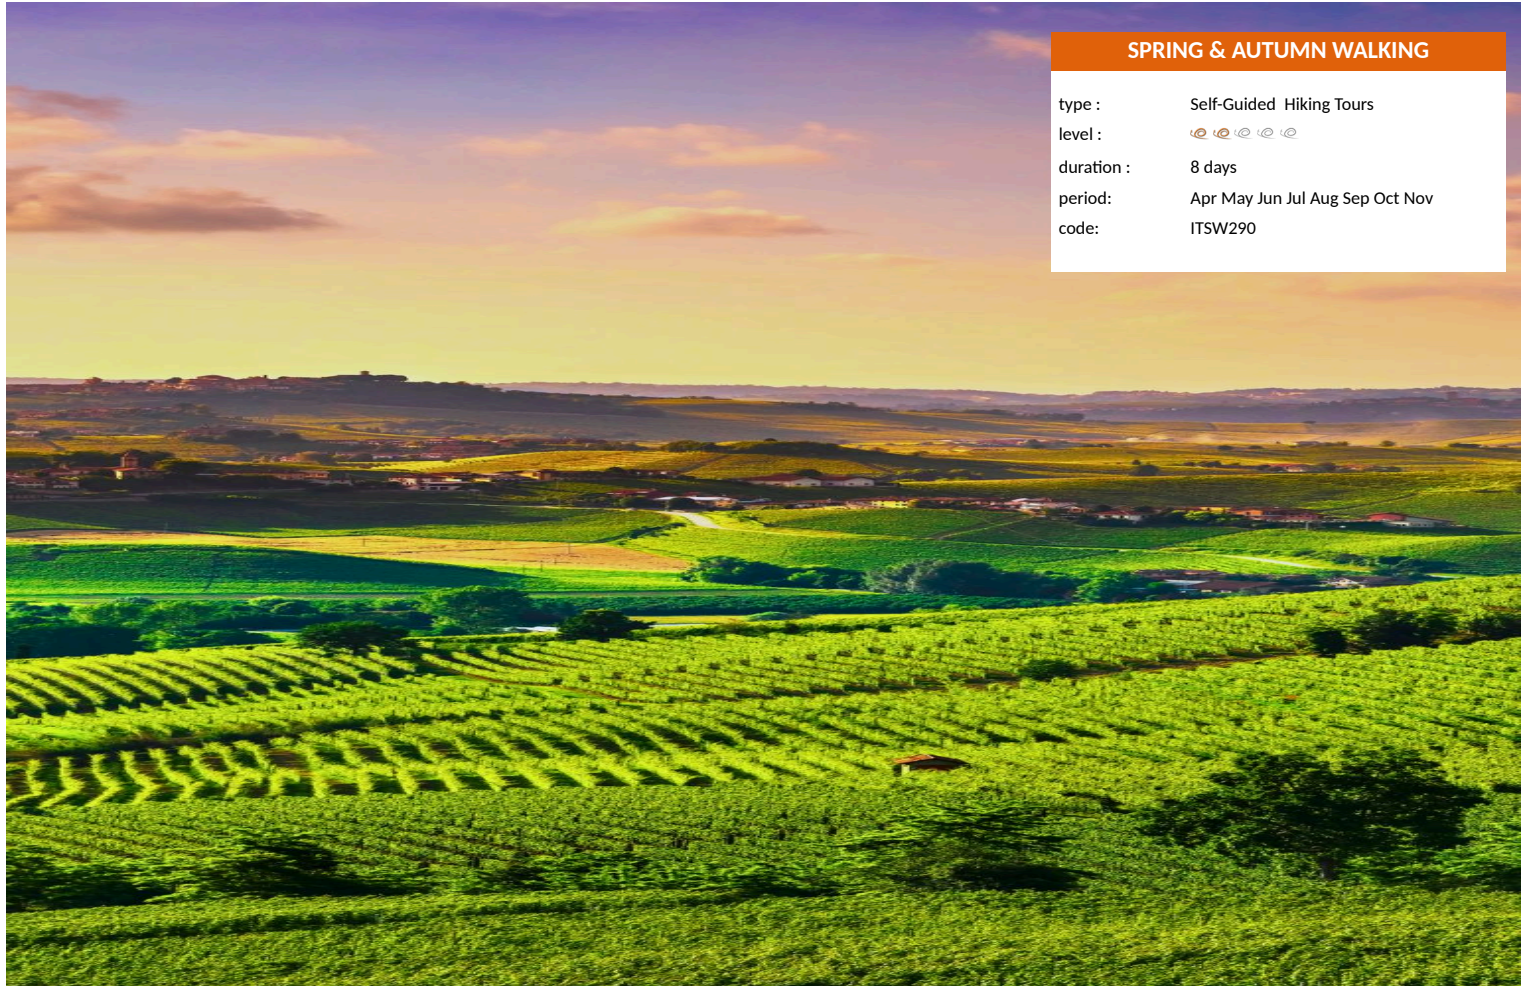 SPRING & AUTUMN WALKING
type : Self-Guided  Hiking Tours
level :
duration : 8 days
period: Apr May Jun Jul Aug Sep Oct Nov
code: ITSW290